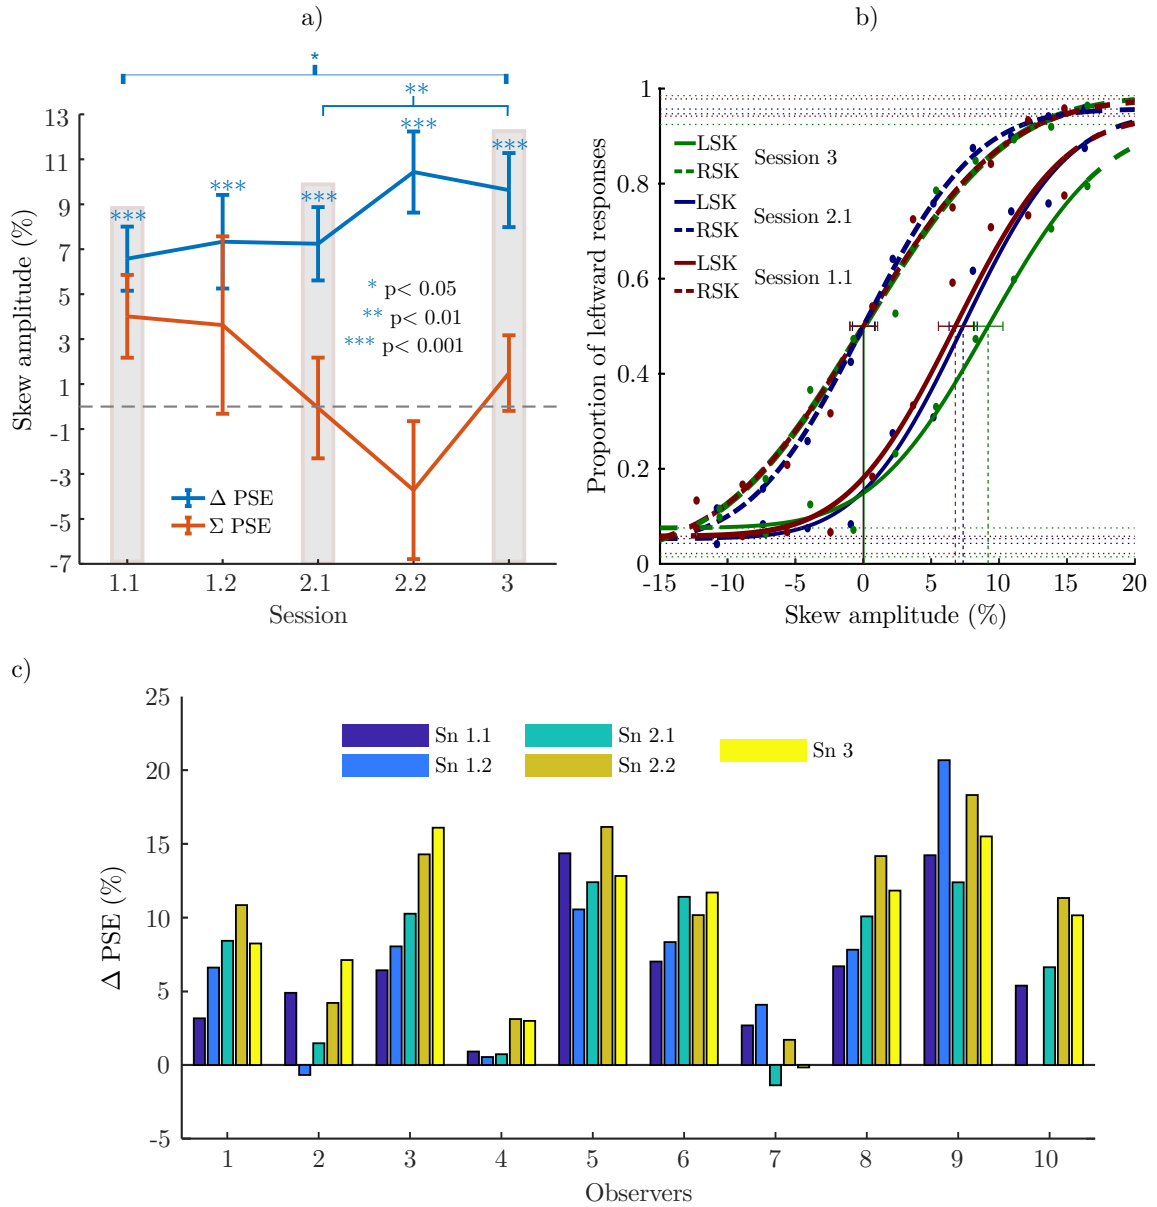 a)
*
**
***
***
***
***
***
13
11
9
7
5
3
1
-1
-3
-5
-7
Skew amplitude (%)
* p< 0.05
** p< 0.01
*** p< 0.001
Δ PSE
Σ PSE
1.1 1.2 2.1 2.2 3
Session
b)
1
0.8
0.6
0.4
0.2
0
Proportion of leftward responses
LSK
RSK
Session 3
LSK
RSK
Session 2.1
LSK
RSK
Session 1.1
-15 -10 -5 0 5 10 15 20
Skew amplitude (%)
c)
25
20
15
10
5
0
-5
Δ PSE (%)
Sn 1.1
Sn 1.2
Sn 2.1
Sn 2.2
Sn 3
1 2 3 4 5 6 7 8 9 10
Observers